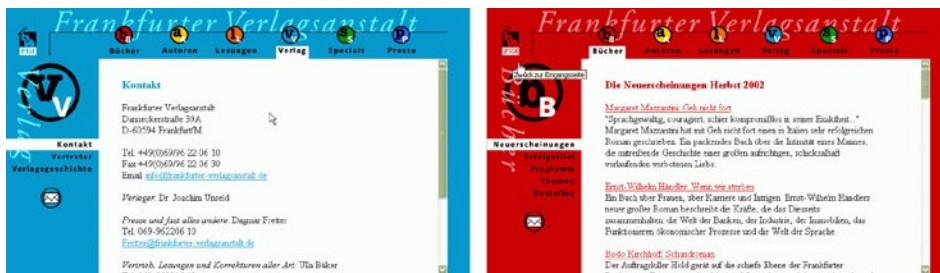 Frankfurter Verlagsanstalt
Bücher Autoren Lesungen Verlag Specials Presse
Verlag
V
Kontakt
Vertreter
Verlagsgeschichte
Kontakt
Frankfurter Verlagsanstalt
Danneckerstraße 39A
D-60594 Frankfurt/M.
Tel. +49(0)69/96 22 06 10
Fax +49(0)69/96 22 06 30
Email: info@frankfurter-verlagsanstalt.de
Verleger: Dr. Joachim Unseld
Presse und fast alles andere: Dagmar Fretter
Tel. 069-962206 10
Fretter@frankfurter-verlagsanstalt.de
Vertrieb, Lesungen und Korrekturen aller Art: Ulla Büker
Frankfurter Verlagsanstalt
Bücher Autoren Lesungen Verlag Specials Presse
Zurück zur Eingangsseite
Bücher
B
Neuerscheinungen
Erfolgstitel
Programm
Themen
Bestellen
Die Neuerscheinungen Herbst 2002
Margaret Mazzantini: Geh nicht fort
"Sprachgewaltig, couragiert, schier kompromißlos in seiner Exaktheit..."
Margaret Mazzantini hat mit Geh nicht fort einen in Italien sehr erfolgreichen
Roman geschrieben. Ein packendes Buch über die Intimität eines Mannes,
die mitreißende Geschichte einer großen aufrichtigen, schicksalhaft
verlaufenden verbotenen Liebe.
Ernst-Wilhelm Händler: Wenn wir sterben
Ein Buch über Frauen, über Karriere und Intrigen. Ernst-Wilhelm Händlers
neuer großer Roman beschreibt die Kräfte, die das Diesseits
zusammenhalten: die Welt der Banken, der Industrie, der Immobilien, das
Funktionieren ökonomischer Prozesse und die Welt der Sprache.
Bodo Kirchhoff: Schundroman
Der Auftragskiller Hold gerät auf die schiefe Ebene der Frankfurter